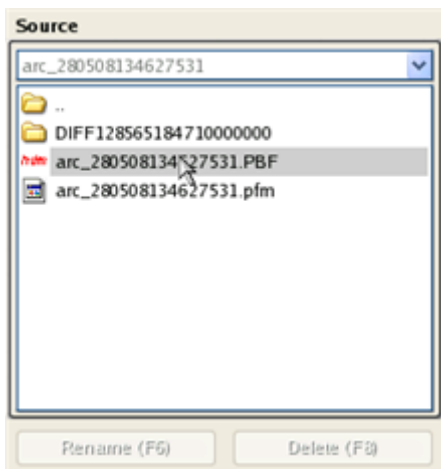 Source
arc_280508134627531
..
DIFF128565184710000000
arc_280508134627531.PBF
arc_280508134627531.pfm
Rename (F6)
Delete (F8)